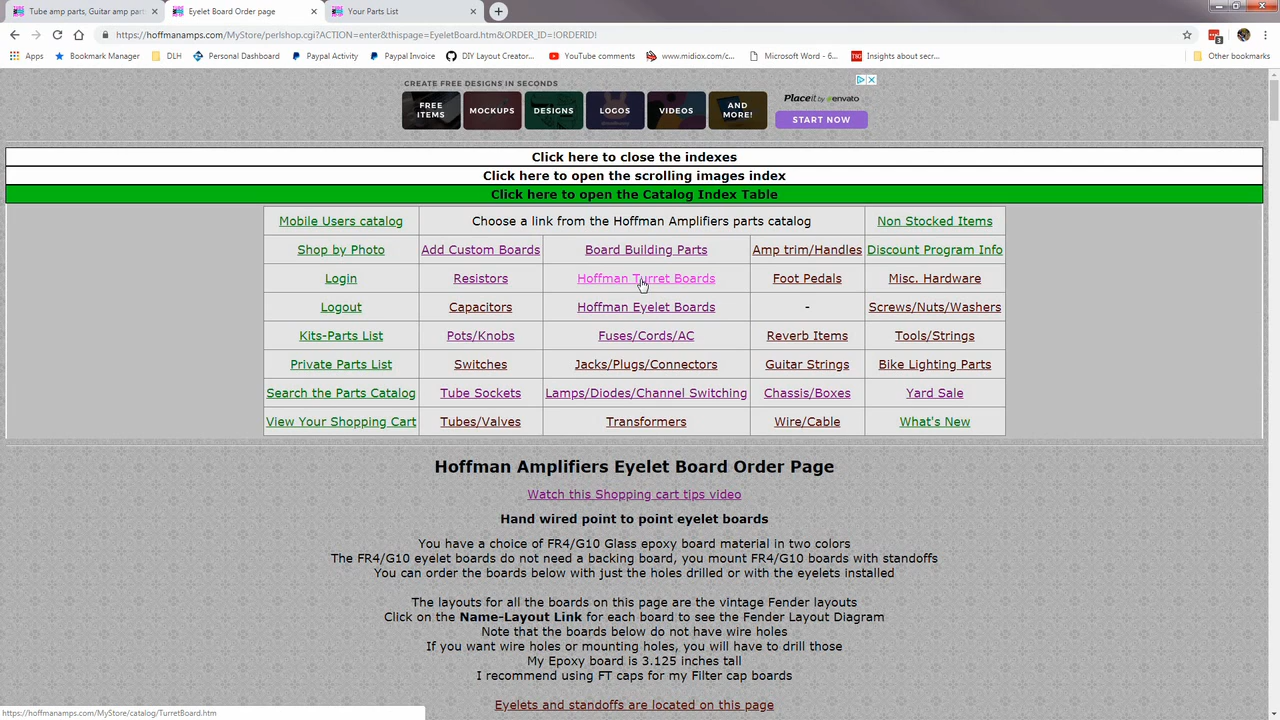 Tube amp parts, Guitar amp par
Eyelet Board Order page
Your Parts List
https://hoffmanamps.com/MyStore/perlshop.cgi?ACTION=enter&thispage=EyeletBoard.htm&ORDER_ID=!ORDERID!
Apps
Bookmark Manager
DLH
Personal Dashboard
Paypal Activity
Paypal Invoice
DIY Layout Creator...
YouTube comments
www.midiox.com/c...
Microsoft Word - 6...
Insights about secr...
Other bookmarks
CREATE FREE DESIGNS IN SECONDS
FREE ITEMS
MOCKUPS
DESIGNS
LOGOS
VIDEOS
AND MORE!
Placeit by envato
START NOW
Click here to close the indexes
Click here to open the scrolling images index
Click here to open the Catalog Index Table
Mobile Users catalog Choose a link from the Hoffman Amplifiers parts catalog Non Stocked Items
Shop by Photo Add Custom Boards Board Building Parts Amp trim/Handles Discount Program Info
Login Resistors Hoffman Turret Boards Foot Pedals Misc. Hardware
Logout Capacitors Hoffman Eyelet Boards - Screws/Nuts/Washers
Kits-Parts List Pots/Knobs Fuses/Cords/AC Reverb Items Tools/Strings
Private Parts List Switches Jacks/Plugs/Connectors Guitar Strings Bike Lighting Parts
Search the Parts Catalog Tube Sockets Lamps/Diodes/Channel Switching Chassis/Boxes Yard Sale
View Your Shopping Cart Tubes/Valves Transformers Wire/Cable What's New
Hoffman Amplifiers Eyelet Board Order Page
Watch this Shopping cart tips video
Hand wired point to point eyelet boards
You have a choice of FR4/G10 Glass epoxy board material in two colors
The FR4/G10 eyelet boards do not need a backing board, you mount FR4/G10 boards with standoffs
You can order the boards below with just the holes drilled or with the eyelets installed
The layouts for all the boards on this page are the vintage Fender layouts
Click on the Name-Layout Link for each board to see the Fender Layout Diagram
Note that the boards below do not have wire holes
If you want wire holes or mounting holes, you will have to drill those
My Epoxy board is 3.125 inches tall
I recommend using FT caps for my Filter cap boards
Eyelets and standoffs are located on this page
https://hoffmanamps.com/MyStore/catalog/TurretBoard.htm